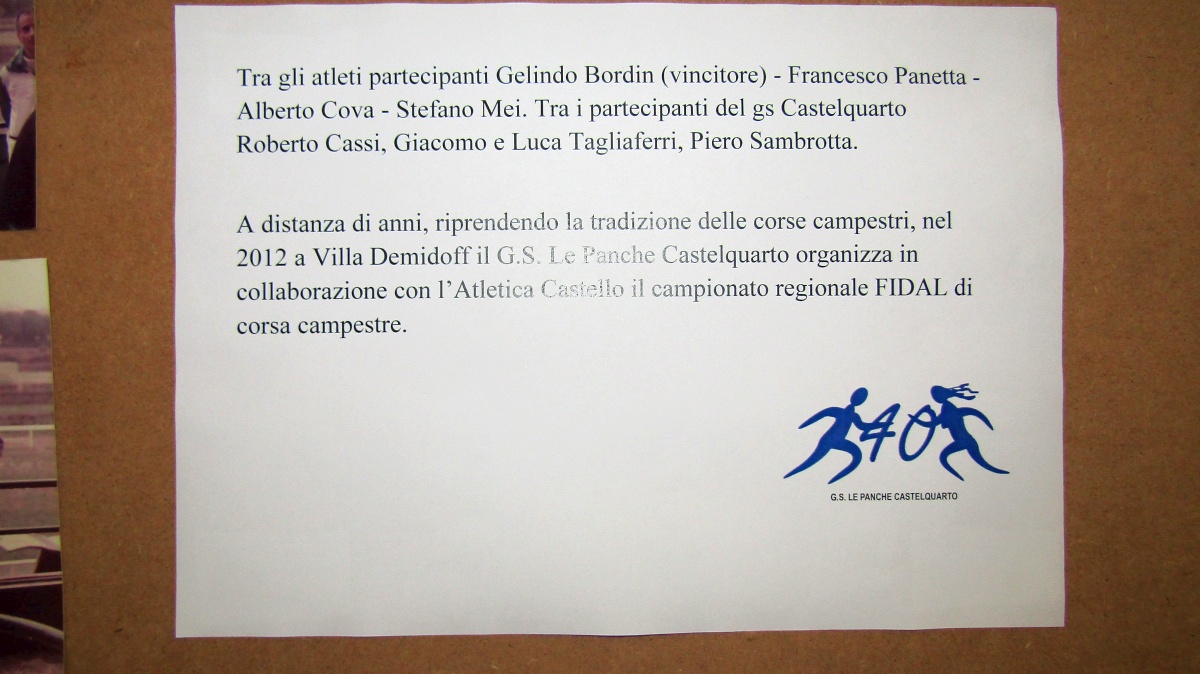 Tra gli atleti partecipanti Gelindo Bordin (vincitore) - Francesco Panetta -
Alberto Cova - Stefano Mei. Tra i partecipanti del gs Castelquarto
Roberto Cassi, Giacomo e Luca Tagliaferri, Piero Sambrotta.
A distanza di anni, riprendendo la tradizione delle corse campestri, nel
2012 a Villa Demidoff il G.S. Le Panche Castelquarto organizza in
collaborazione con l'Atletica Castello il campionato regionale FIDAL di
corsa campestre.
40
G.S. LE PANCHE CASTELQUARTO